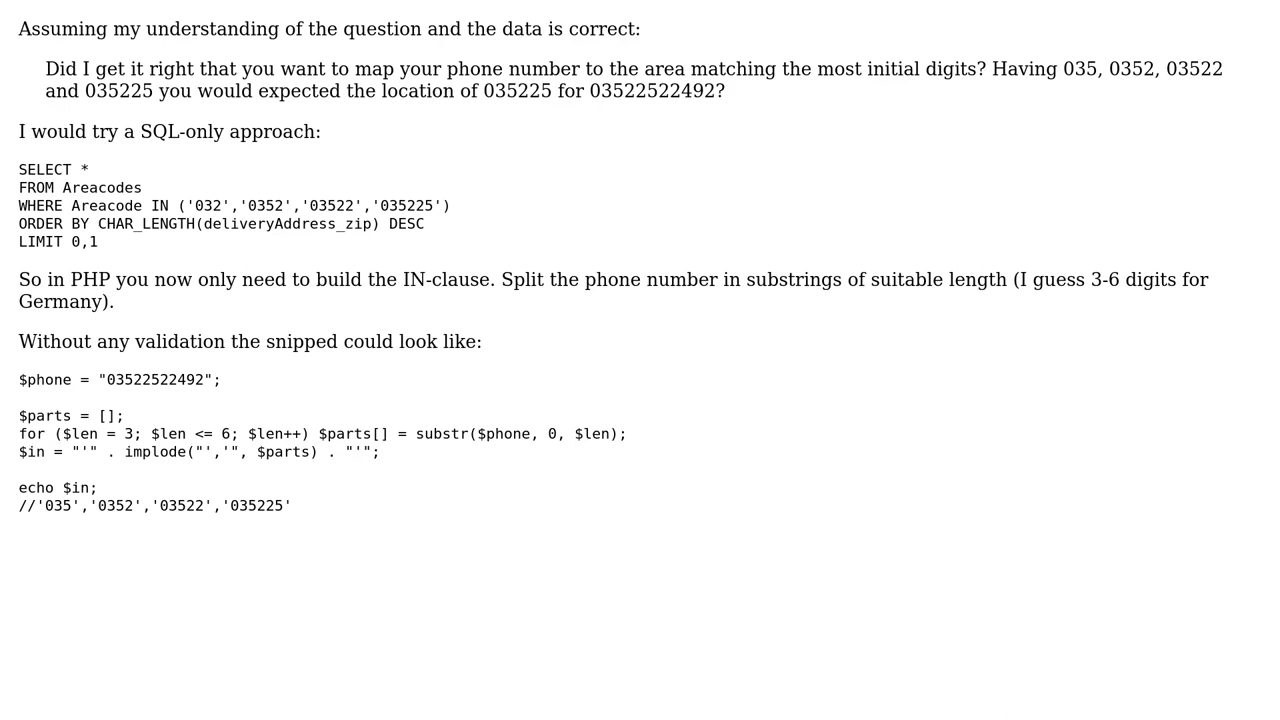 Assuming my understanding of the question and the data is correct:
Did I get it right that you want to map your phone number to the area matching the most initial digits? Having 035, 0352, 03522
and 035225 you would expected the location of 035225 for 03522522492?
I would try a SQL-only approach:
SELECT *
FROM Areacodes
WHERE Areacode IN ('032','0352','03522','035225')
ORDER BY CHAR_LENGTH(deliveryAddress_zip) DESC
LIMIT 0,1
So in PHP you now only need to build the IN-clause. Split the phone number in substrings of suitable length (I guess 3-6 digits for
Germany).
Without any validation the snipped could look like:
$phone = "03522522492";
$parts = [];
for ($len = 3; $len <= 6; $len++) $parts[] = substr($phone, 0, $len);
$in = "'" . implode("','", $parts) . "'";
echo $in;
//'035','0352','03522','035225'